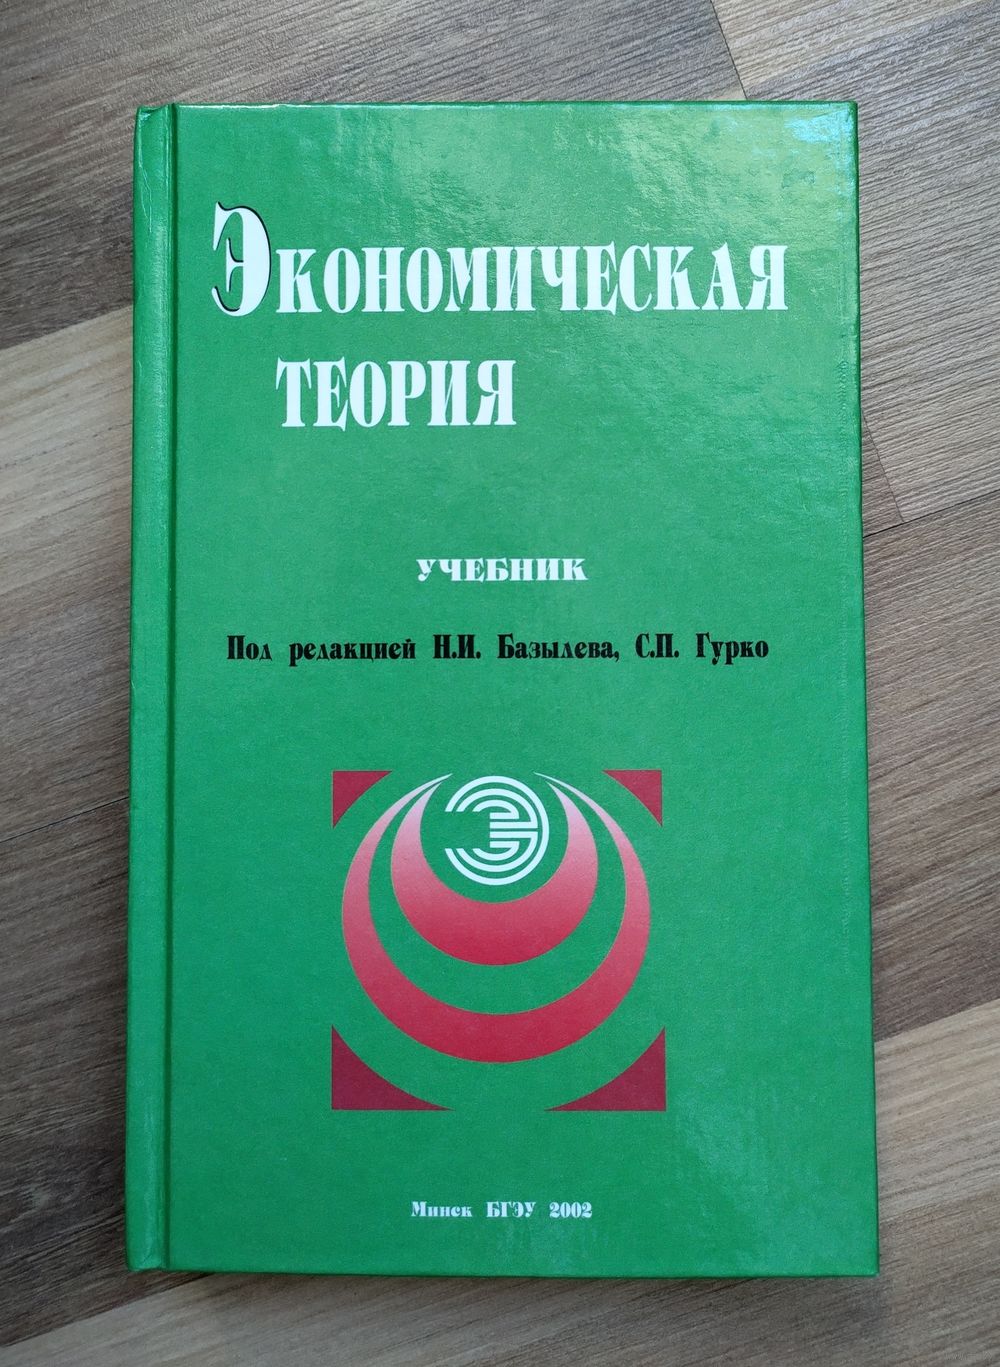 Экономическая
теория
учебник
Под редакцией Н.И. Базылева, С.П. Гурко
Э
Минск БГЭУ 2002